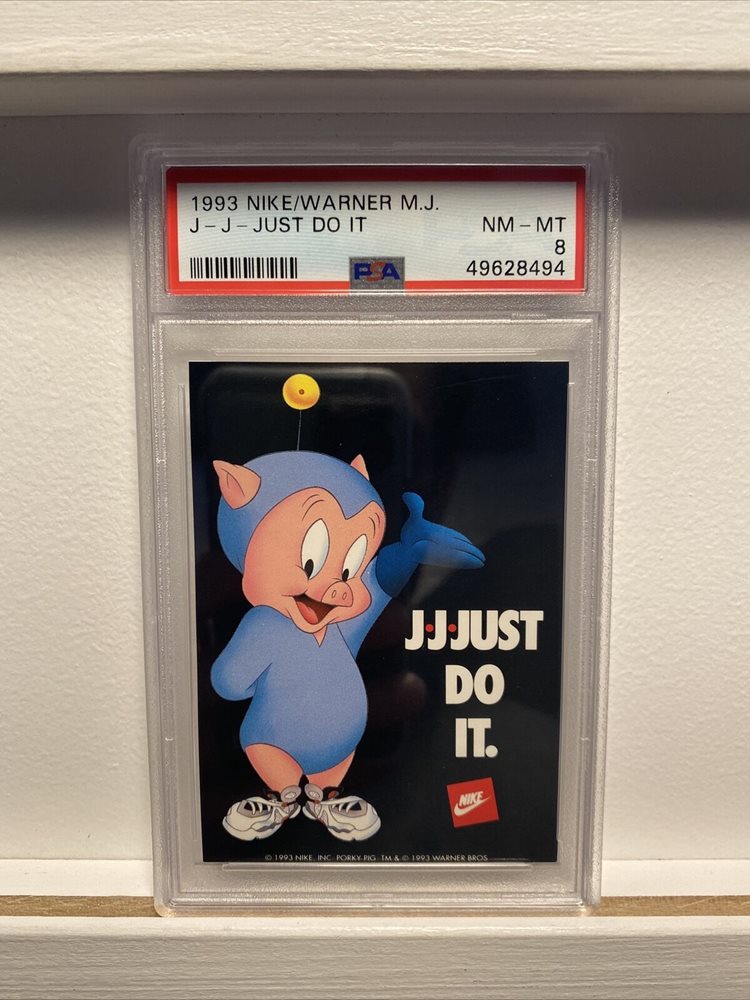 1993 NIKE/WARNER M.J.
J-J-JUST DO IT NM-MT
8
PSA 49628494
J·J·JUST
DO
IT.
NIKE
© 1993 NIKE, INC. PORKY PIG TM & © 1993 WARNER BROS.